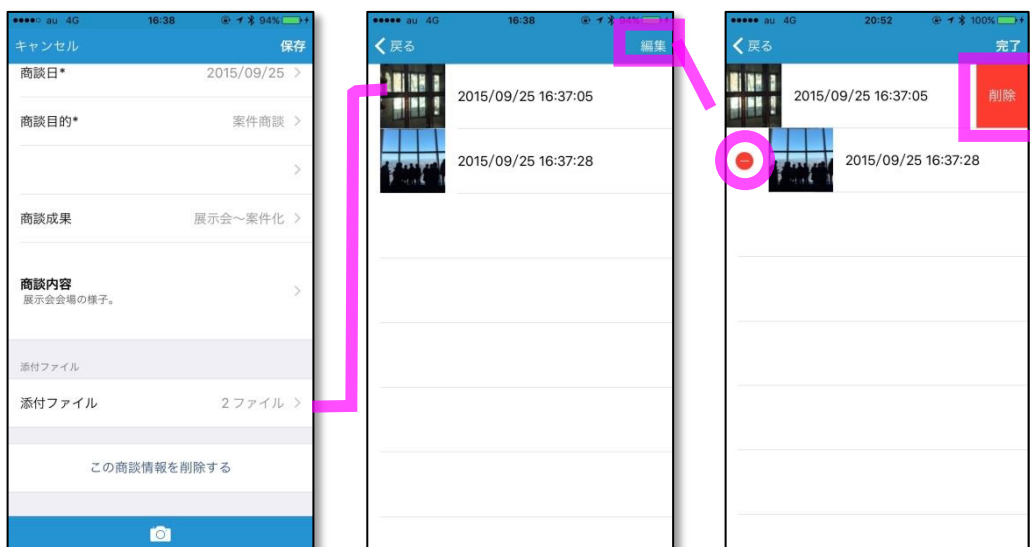 au 4G 16:38 94%
キャンセル 保存
商談日* 2015/09/25
商談目的* 案件商談
商談成果 展示会～案件化
商談内容
展示会会場の様子。
添付ファイル
添付ファイル 2 ファイル
この商談情報を削除する
au 4G 16:38 94%
戻る 編集
2015/09/25 16:37:05
2015/09/25 16:37:28
au 4G 20:52 100%
戻る 完了
2015/09/25 16:37:05 削除
2015/09/25 16:37:28